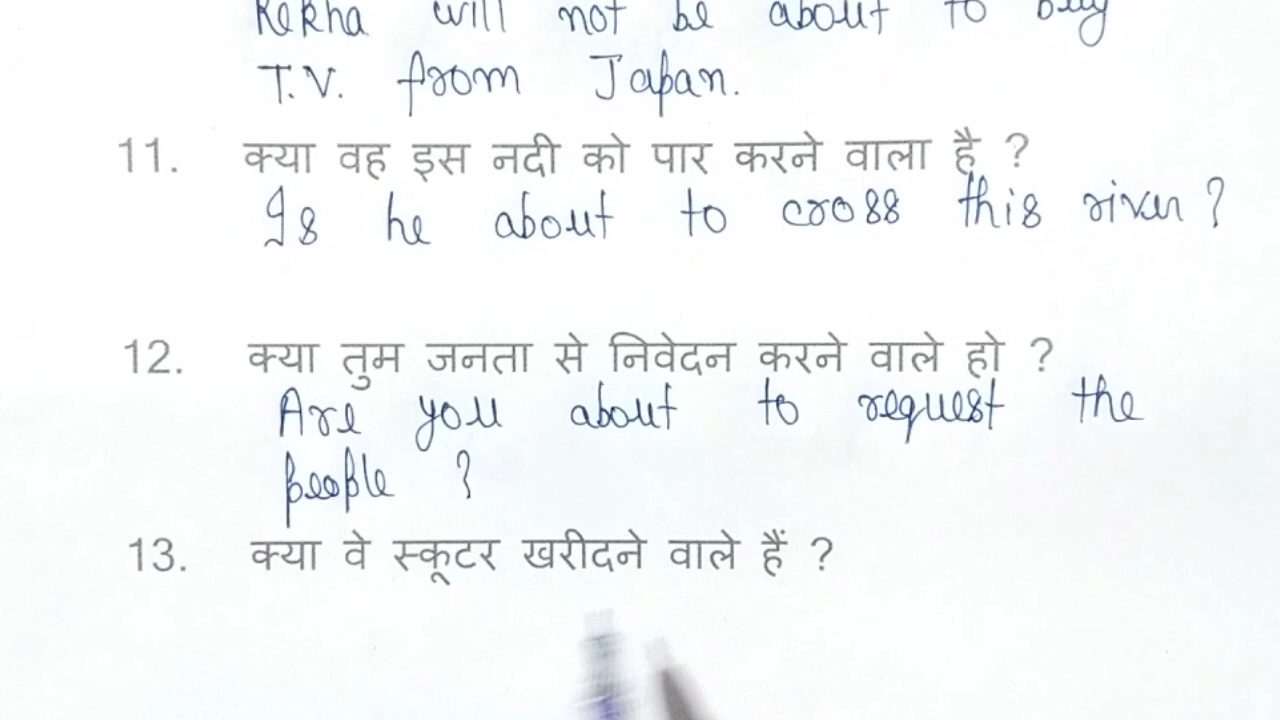 Rekha will not be about to buy
T.V. from Japan.
11. क्या वह इस नदी को पार करने वाला है ?
Is he about to cross this river ?
12. क्या तुम जनता से निवेदन करने वाले हो ?
Are you about to request the
people ?
13. क्या वे स्कूटर खरीदने वाले हैं ?